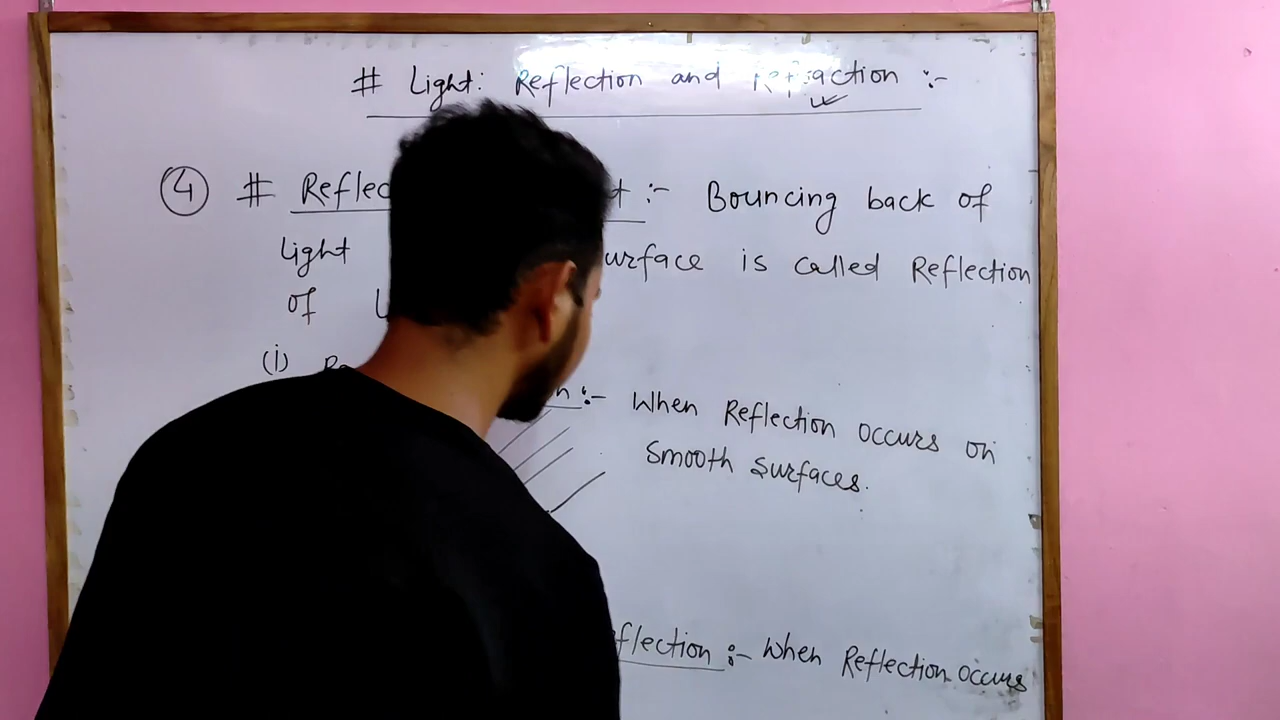 # Light: Reflection and Refraction :-
④ # Reflec t :- Bouncing back of
light urface is called Reflection
of L
(i) Re
n :- When Reflection occurs on
Smooth Surfaces.
flection :- When Reflection occurs